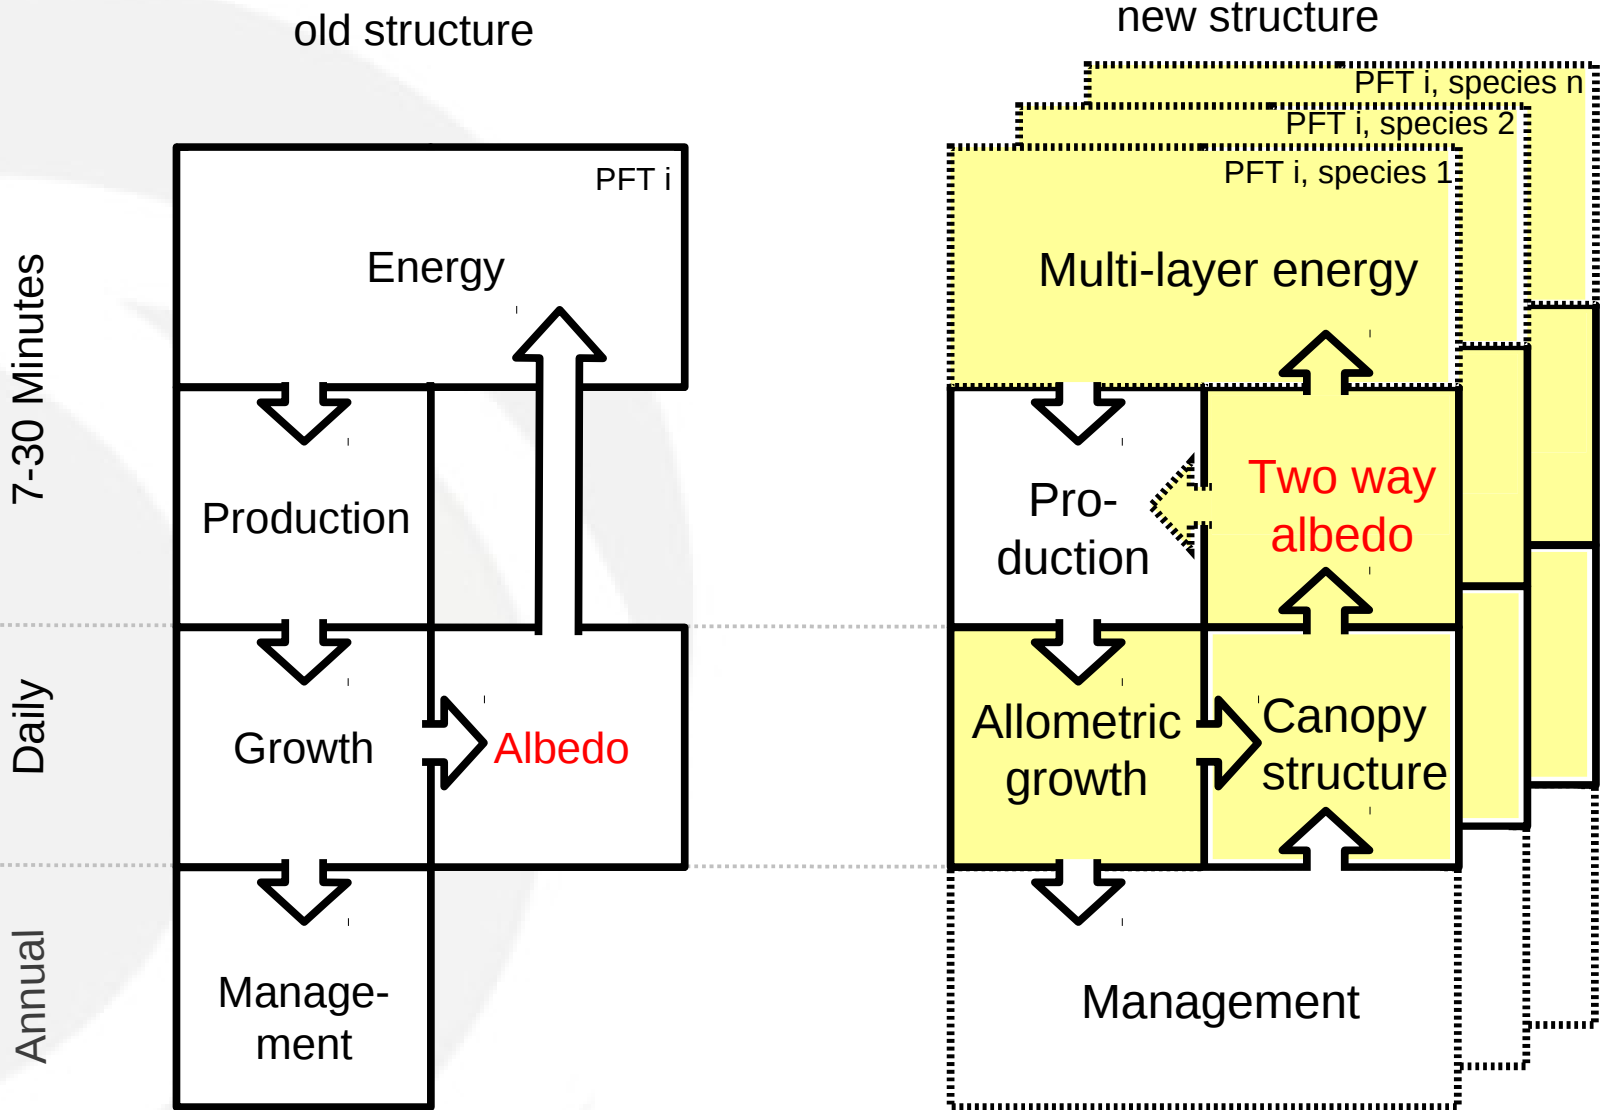 old structure
new structure
PFT i, species n
PFT i, species 2
PFT i
PFT i, species 1
Energy
Multi-layer energy
7-30 Minutes
Production
Pro-
duction
Two way
albedo
Daily
Growth
Albedo
Allometric
growth
Canopy
structure
Annual
Manage-
ment
Management